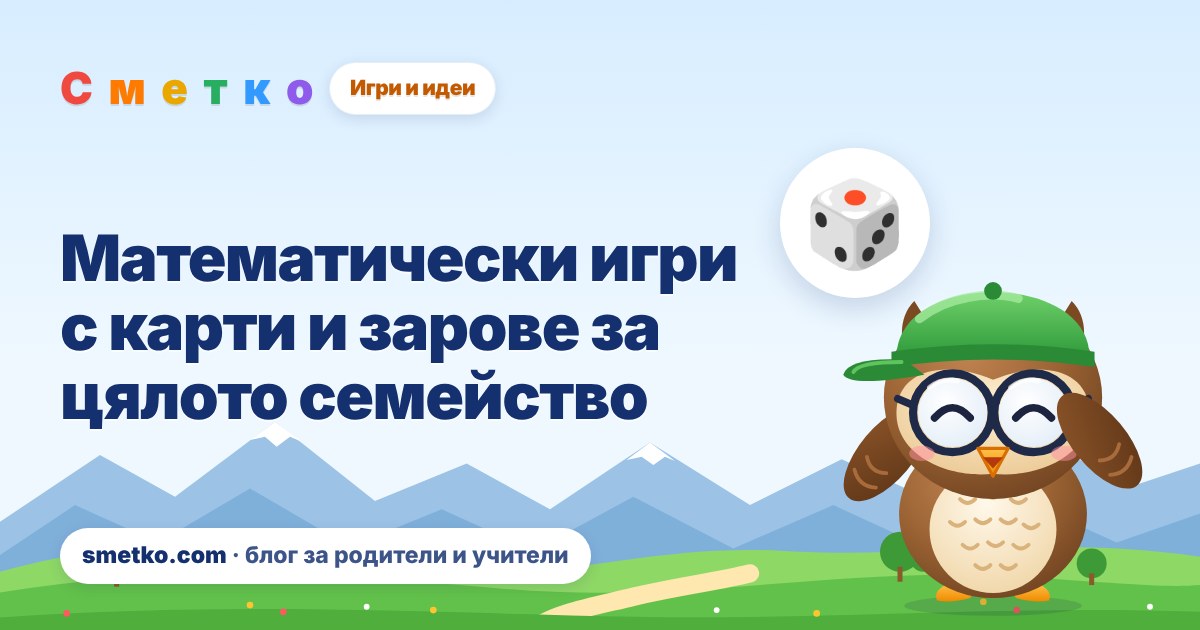 Сметко
Игри и идеи
Математически игри
с карти и зарове за
цялото семейство
smetko.com · блог за родители и учители